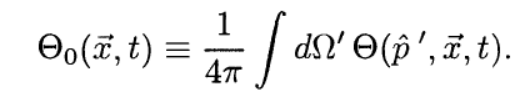 Θ₀(x⃗, t) ≡ 1/4π ∫ dΩ′ Θ(p̂ ′, x⃗, t).